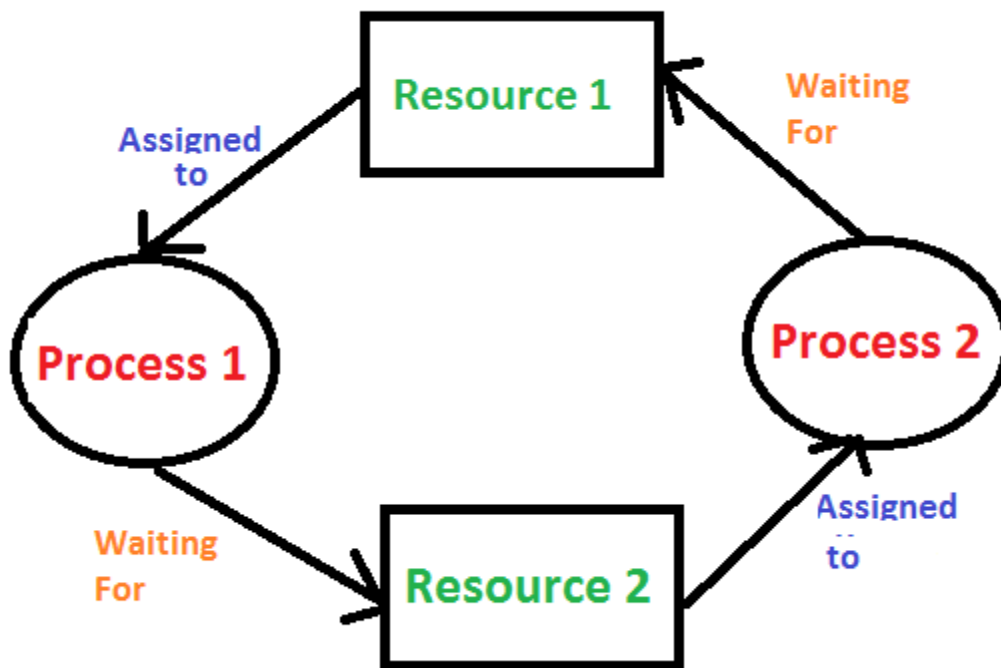 Resource 1
Waiting
For
Assigned
to
Process 1
Process 2
Waiting
For
Resource 2
Assigned
to